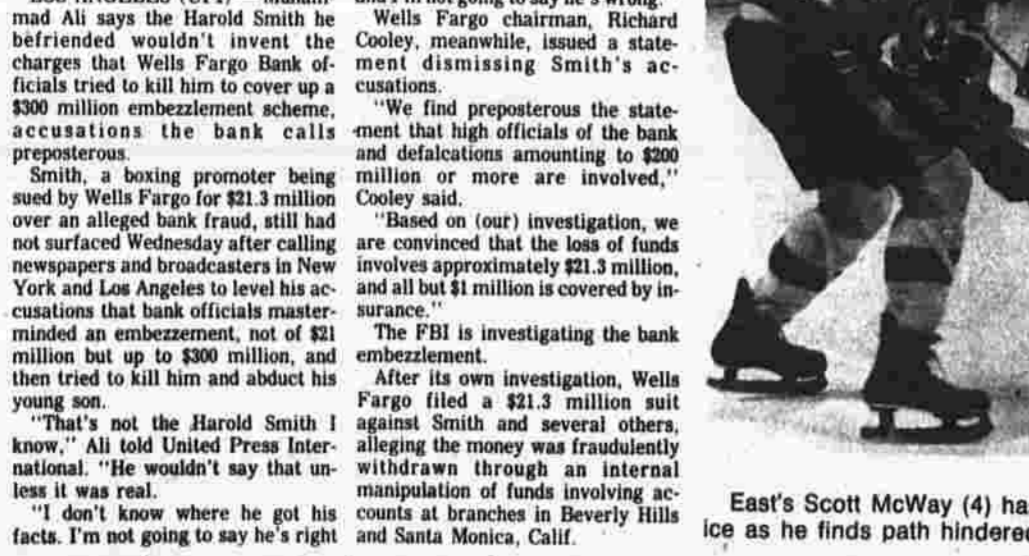 mad Ali says the Harold Smith he
befriended wouldn't invent the
charges that Wells Fargo Bank of-
ficials tried to kill him to cover up a
$300 million embezzlement scheme,
accusations the bank calls
preposterous.
Smith, a boxing promoter being
sued by Wells Fargo for $21.3 million
over an alleged bank fraud, still had
not surfaced Wednesday after calling
newspapers and broadcasters in New
York and Los Angeles to level his ac-
cusations that bank officials master-
minded an embezzement, not of $21
million but up to $300 million, and
then tried to kill him and abduct his
young son.
"That's not the Harold Smith I
know," Ali told United Press Inter-
national. "He wouldn't say that un-
less it was real.
"I don't know where he got his
facts. I'm not going to say he's right
and I'm not going to say he's wrong."
Wells Fargo chairman, Richard
Cooley, meanwhile, issued a state-
ment dismissing Smith's ac-
cusations.
"We find preposterous the state-
ment that high officials of the bank
and defalcations amounting to $200
million or more are involved,"
Cooley said.
"Based on (our) investigation, we
are convinced that the loss of funds
involves approximately $21.3 million,
and all but $1 million is covered by in-
surance."
The FBI is investigating the bank
embezzlement.
After its own investigation, Wells
Fargo filed a $21.3 million suit
against Smith and several others,
alleging the money was fraudulently
withdrawn through an internal
manipulation of funds involving ac-
counts at branches in Beverly Hills
and Santa Monica, Calif.
East's Scott McWay (4) ha
ice as he finds path hindered